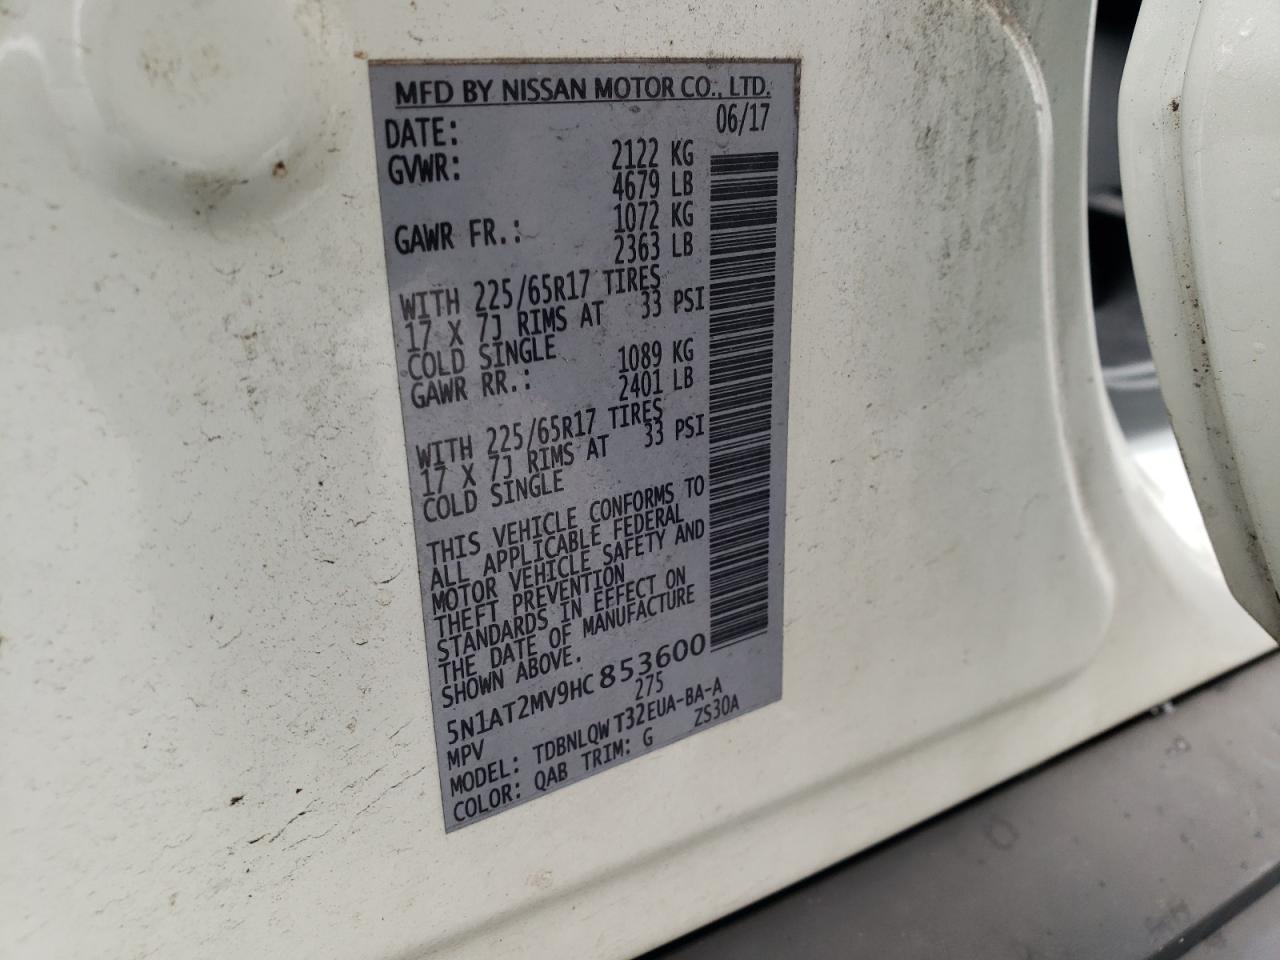 MFD BY NISSAN MOTOR CO., LTD.
DATE: 06/17
GVWR: 2122 KG
4679 LB
GAWR FR.: 1072 KG
2363 LB
WITH 225/65R17 TIRES
17 X 7J RIMS AT 33 PSI
COLD SINGLE
GAWR RR.: 1089 KG
2401 LB
WITH 225/65R17 TIRES
17 X 7J RIMS AT 33 PSI
COLD SINGLE
THIS VEHICLE CONFORMS TO
ALL APPLICABLE FEDERAL
MOTOR VEHICLE SAFETY AND
THEFT PREVENTION
STANDARDS IN EFFECT ON
THE DATE OF MANUFACTURE
SHOWN ABOVE.
5N1AT2MV9HC853600
MPV 275
MODEL: TDBNLQWT32EUA-BA-A
COLOR: QAB TRIM: G ZS30A